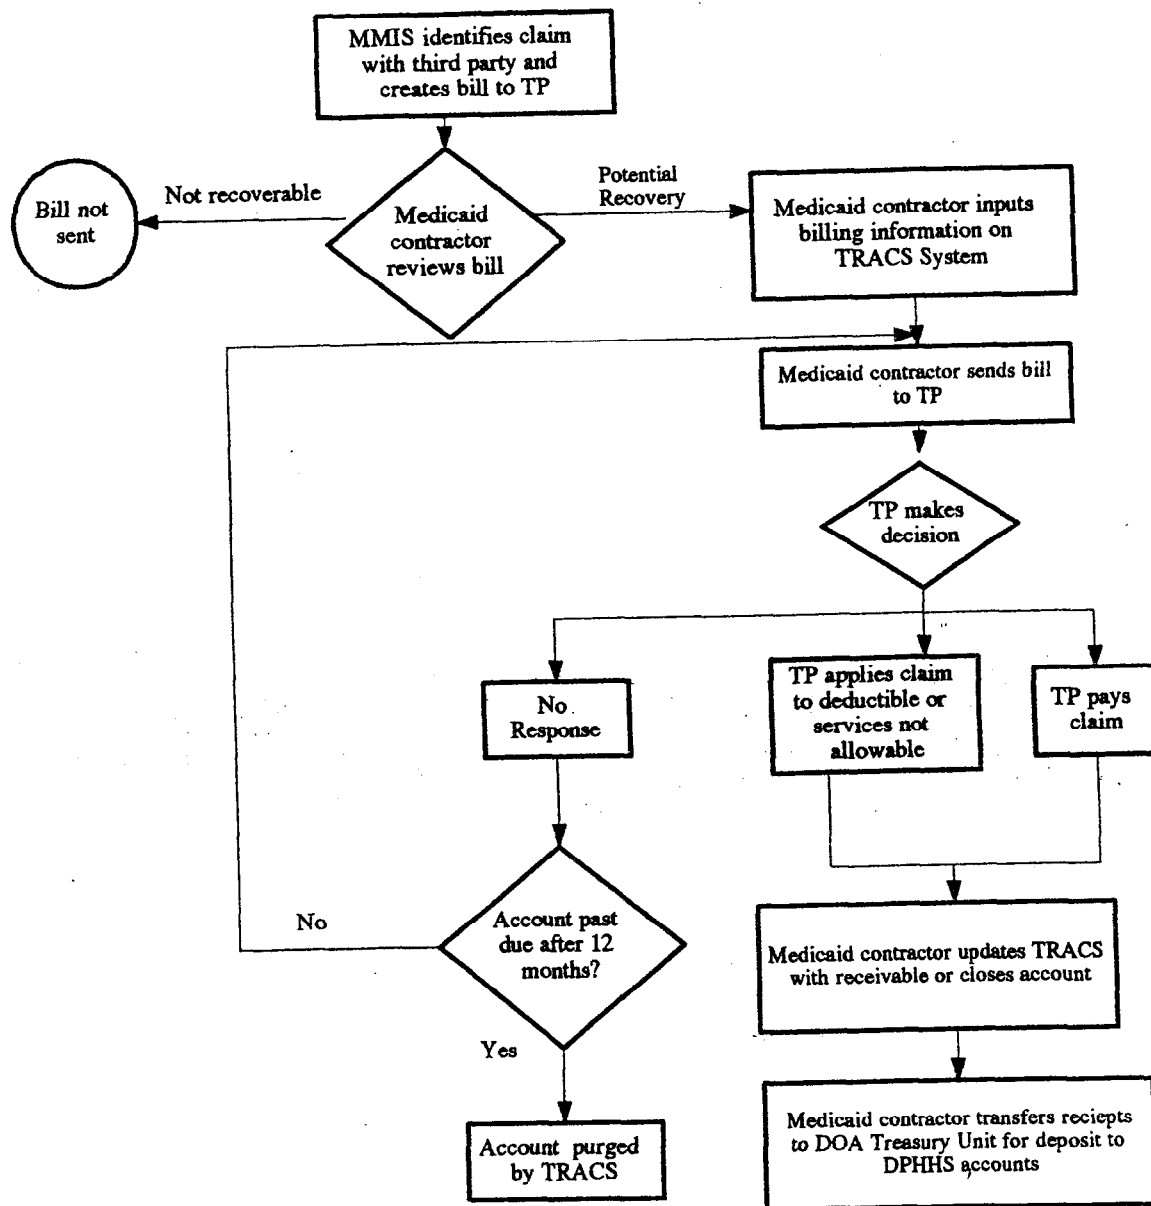 MMIS identifies claim
with third party and
creates bill to TP
Bill not
sent
Not recoverable
Medicaid
contractor
reviews bill
Potential
Recovery
Medicaid contractor inputs
billing information on
TRACS System
Medicaid contractor sends bill
to TP
TP makes
decision
No
Response
TP applies claim
to deductible or
services not
allowable
TP pays
claim
No
Account past
due after 12
months?
Medicaid contractor updates TRACS
with receivable or closes account
Yes
Account purged
by TRACS
Medicaid contractor transfers reciepts
to DOA Treasury Unit for deposit to
DPHHS accounts